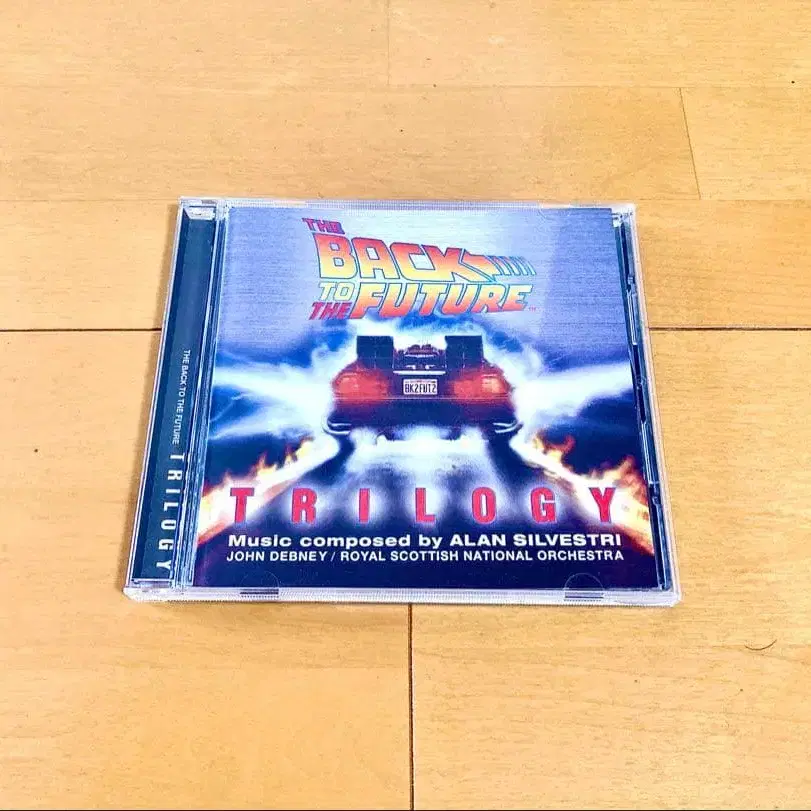 THE
BACK
TO
THE FUTURE™
BK2FUT2
TRILOGY
Music composed by ALAN SILVESTRI
JOHN DEBNEY / ROYAL SCOTTISH NATIONAL ORCHESTRA
THE BACK TO THE FUTURE TRILOGY